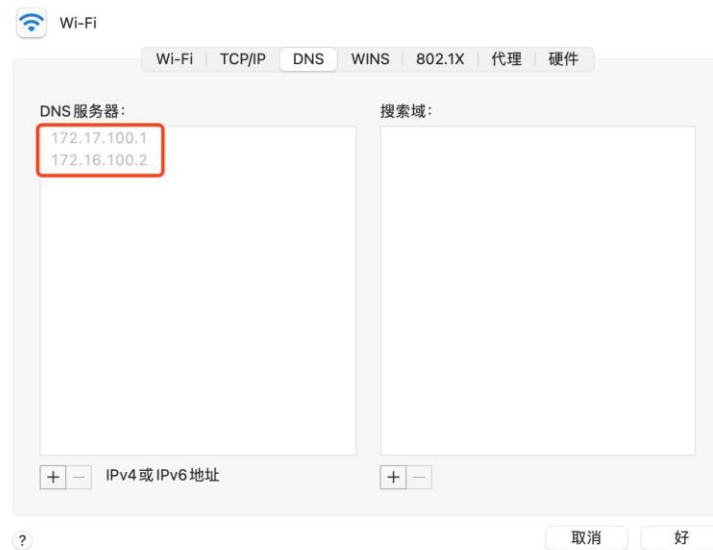 Wi-Fi
Wi-Fi TCP/IP DNS WINS 802.1X 代理 硬件
DNS服务器：
搜索域：
172.17.100.1
172.16.100.2
+ − IPv4或IPv6地址
+ −
? 取消 好